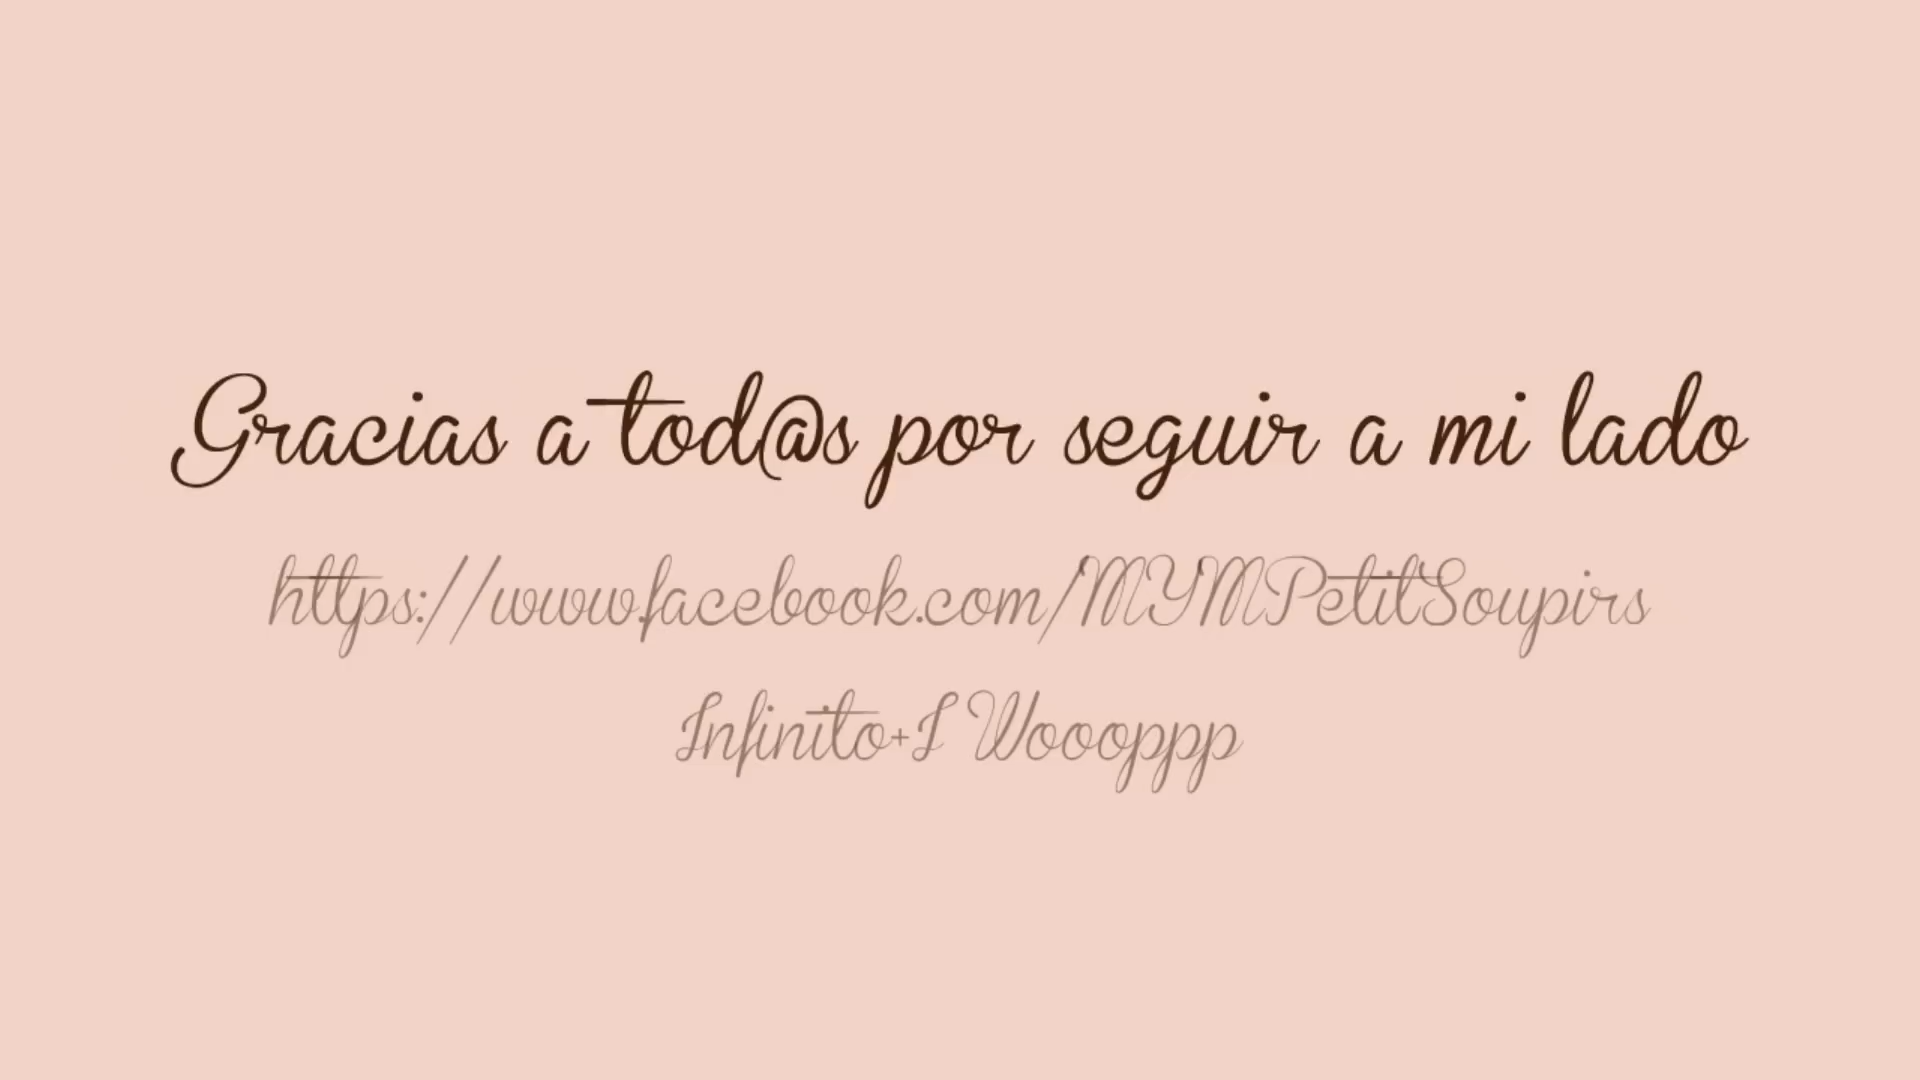 Gracias a tod@s por seguir a mi lado
https://www.facebook.com/MYMPetitSoupirs
Infinito+I Woooppp